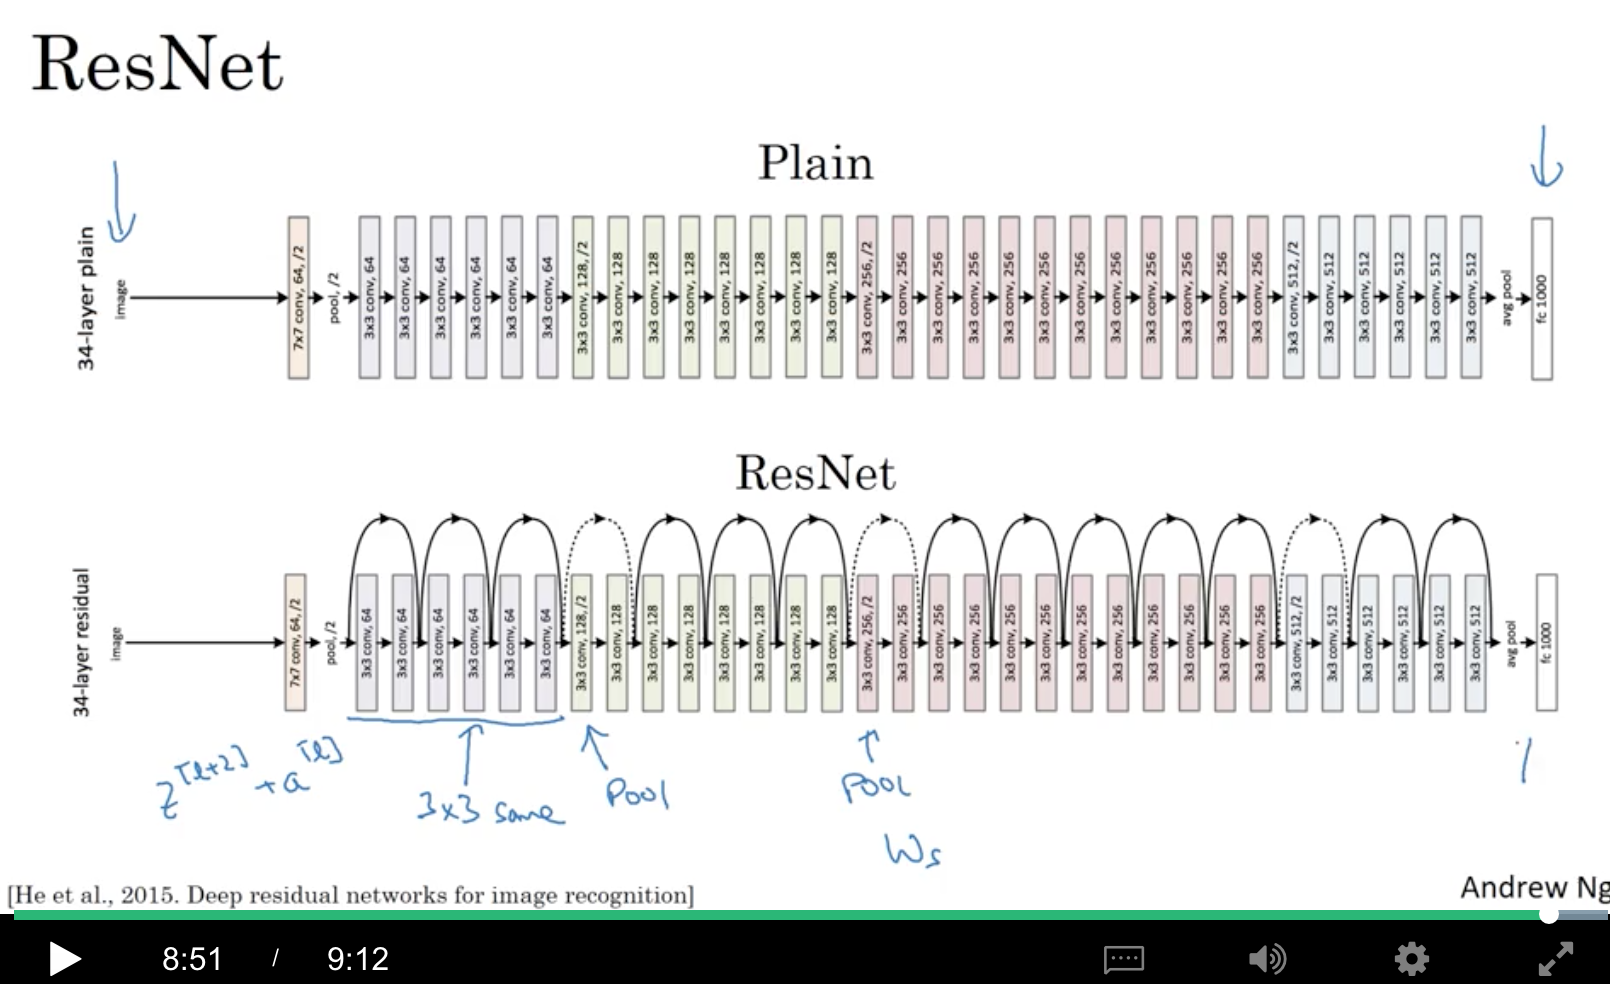 ResNet
Plain
34-layer plain
image
7x7 conv, 64, /2
pool, /2
3x3 conv, 64
3x3 conv, 64
3x3 conv, 64
3x3 conv, 64
3x3 conv, 64
3x3 conv, 64
3x3 conv, 128, /2
3x3 conv, 128
3x3 conv, 128
3x3 conv, 128
3x3 conv, 128
3x3 conv, 128
3x3 conv, 128
3x3 conv, 128
3x3 conv, 256, /2
3x3 conv, 256
3x3 conv, 256
3x3 conv, 256
3x3 conv, 256
3x3 conv, 256
3x3 conv, 256
3x3 conv, 256
3x3 conv, 256
3x3 conv, 256
3x3 conv, 256
3x3 conv, 256
3x3 conv, 512, /2
3x3 conv, 512
3x3 conv, 512
3x3 conv, 512
3x3 conv, 512
3x3 conv, 512
avg pool
fc 1000
ResNet
34-layer residual
image
7x7 conv, 64, /2
pool, /2
3x3 conv, 64
3x3 conv, 64
3x3 conv, 64
3x3 conv, 64
3x3 conv, 64
3x3 conv, 64
3x3 conv, 128, /2
3x3 conv, 128
3x3 conv, 128
3x3 conv, 128
3x3 conv, 128
3x3 conv, 128
3x3 conv, 128
3x3 conv, 128
3x3 conv, 256, /2
3x3 conv, 256
3x3 conv, 256
3x3 conv, 256
3x3 conv, 256
3x3 conv, 256
3x3 conv, 256
3x3 conv, 256
3x3 conv, 256
3x3 conv, 256
3x3 conv, 256
3x3 conv, 256
3x3 conv, 512, /2
3x3 conv, 512
3x3 conv, 512
3x3 conv, 512
3x3 conv, 512
3x3 conv, 512
avg pool
fc 1000
z^[l+2] + a^[l]
3x3 same
Pool
Pool
Ws
[He et al., 2015. Deep residual networks for image recognition]
Andrew Ng
8:51 / 9:12